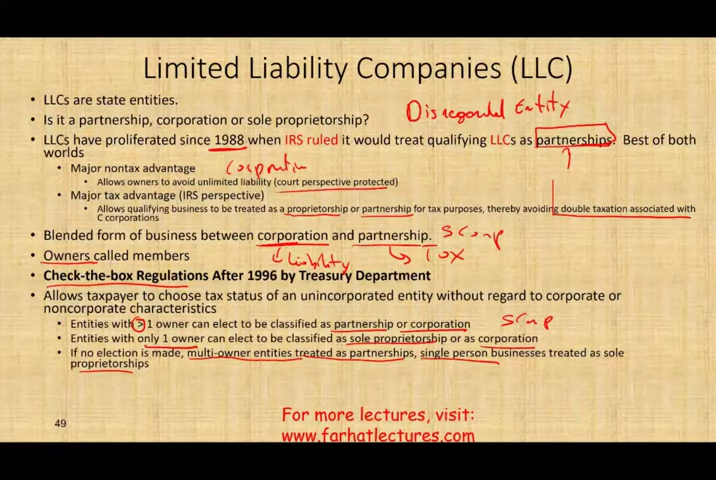 Limited Liability Companies (LLC)
• LLCs are state entities.
Disregarded Entity
• Is it a partnership, corporation or sole proprietorship?
• LLCs have proliferated since 1988 when IRS ruled it would treat qualifying LLCs as partnerships. Best of both
worlds
• Major nontax advantage
Corporation
• Allows owners to avoid unlimited liability (court perspective protected)
• Major tax advantage (IRS perspective)
• Allows qualifying business to be treated as a proprietorship or partnership for tax purposes, thereby avoiding double taxation associated with
C corporations
• Blended form of business between corporation and partnership. S Corp
• Owners called members
Liability
Tax
• Check-the-box Regulations After 1996 by Treasury Department
• Allows taxpayer to choose tax status of an unincorporated entity without regard to corporate or
noncorporate characteristics
• Entities with > 1 owner can elect to be classified as partnership or corporation S Corp
• Entities with only 1 owner can elect to be classified as sole proprietorship or as corporation
• If no election is made, multi-owner entities treated as partnerships, single person businesses treated as sole
proprietorships
49
For more lectures, visit:
www.farhatlectures.com